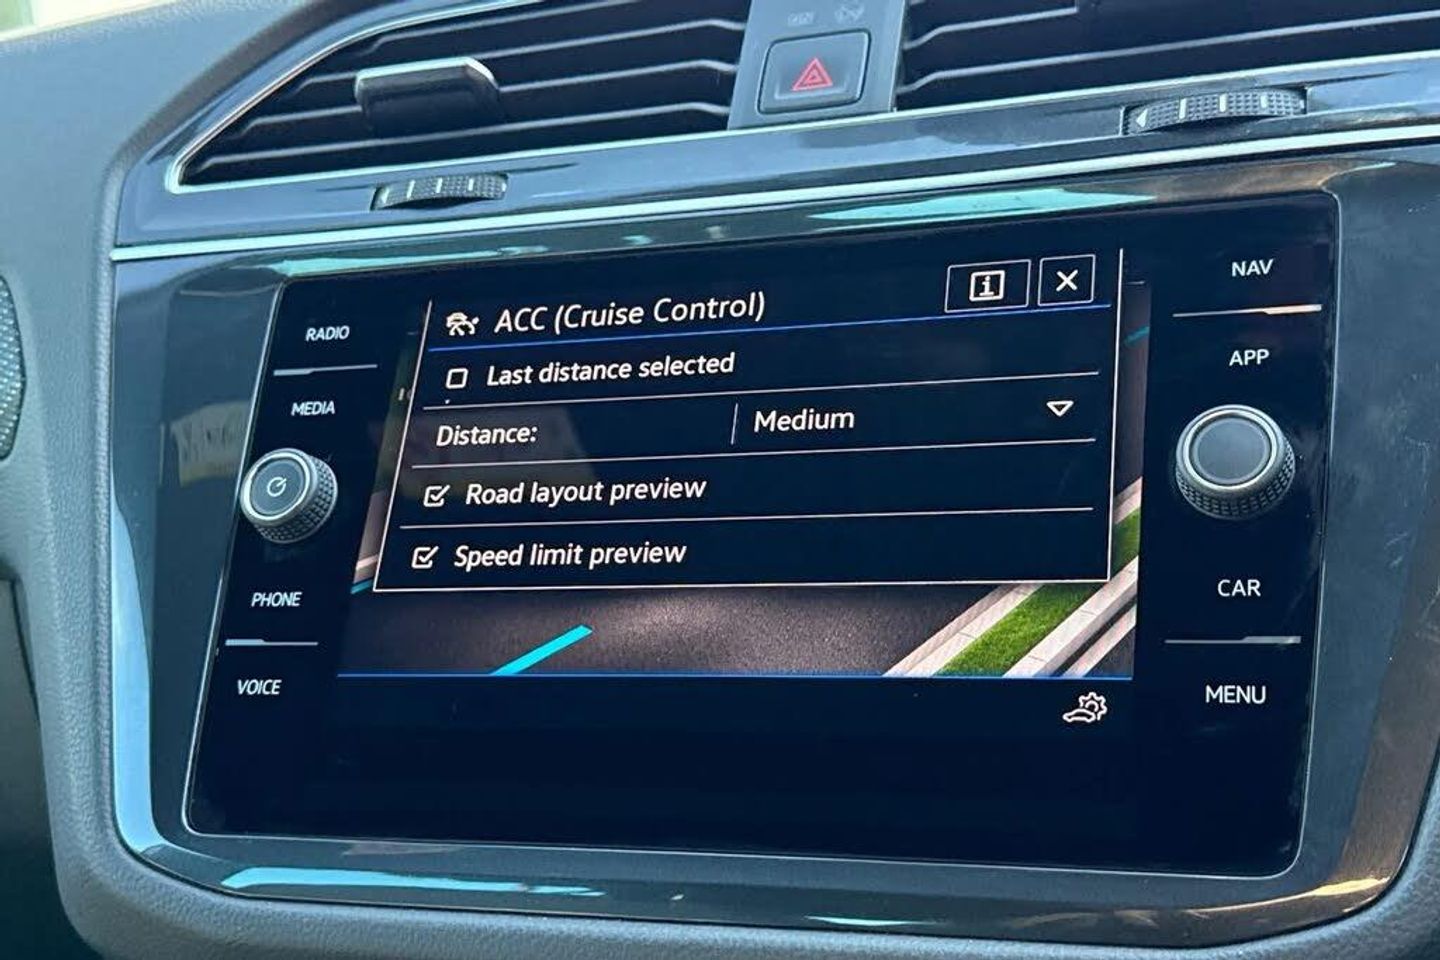 RADIO
MEDIA
PHONE
VOICE
ACC (Cruise Control)
Last distance selected
Distance: Medium
Road layout preview
Speed limit preview
NAV
APP
CAR
MENU